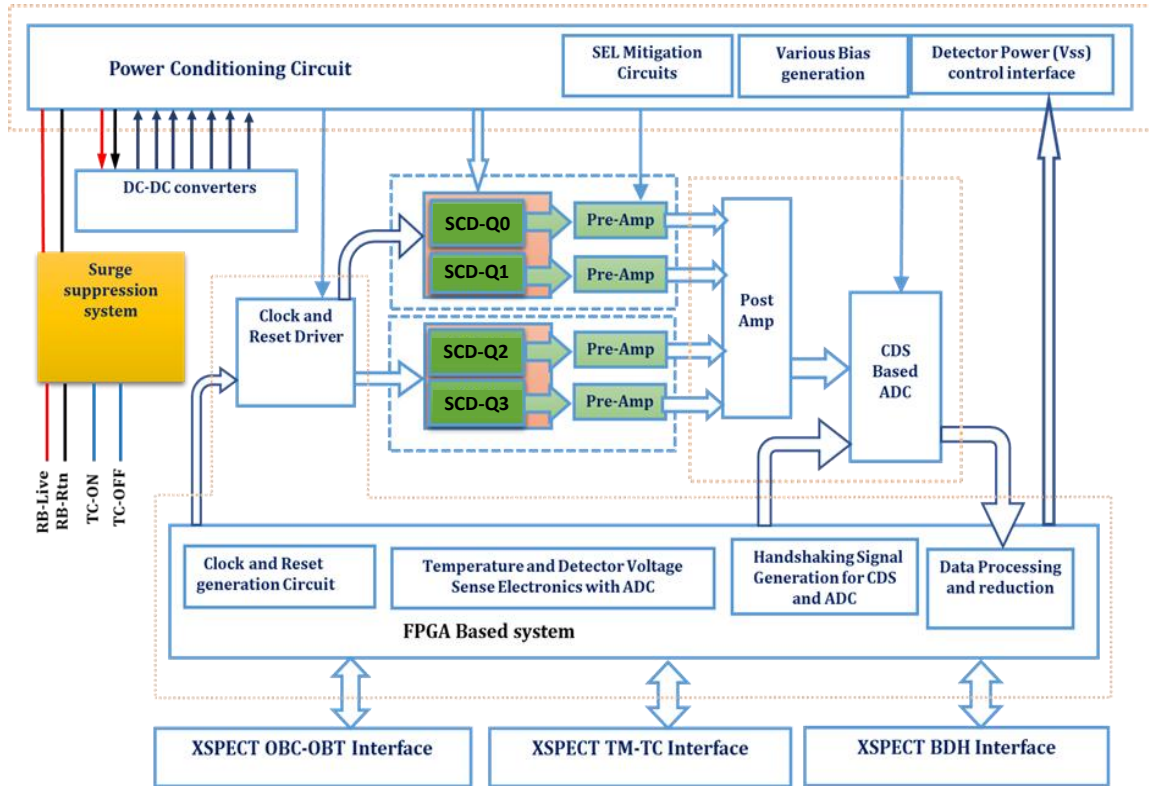 Power Conditioning Circuit
SEL Mitigation
Circuits
Various Bias
generation
Detector Power (Vss)
control interface
DC-DC converters
Surge
suppression
system
RB-Live
RB-Rtn
TC-ON
TC-OFF
Clock and
Reset Driver
SCD-Q0
Pre-Amp
SCD-Q1
Pre-Amp
SCD-Q2
Pre-Amp
SCD-Q3
Pre-Amp
Post
Amp
CDS
Based
ADC
Clock and Reset
generation Circuit
Temperature and Detector Voltage
Sense Electronics with ADC
Handshaking Signal
Generation for CDS
and ADC
Data Processing
and reduction
FPGA Based system
XSPECT OBC-OBT Interface
XSPECT TM-TC Interface
XSPECT BDH Interface